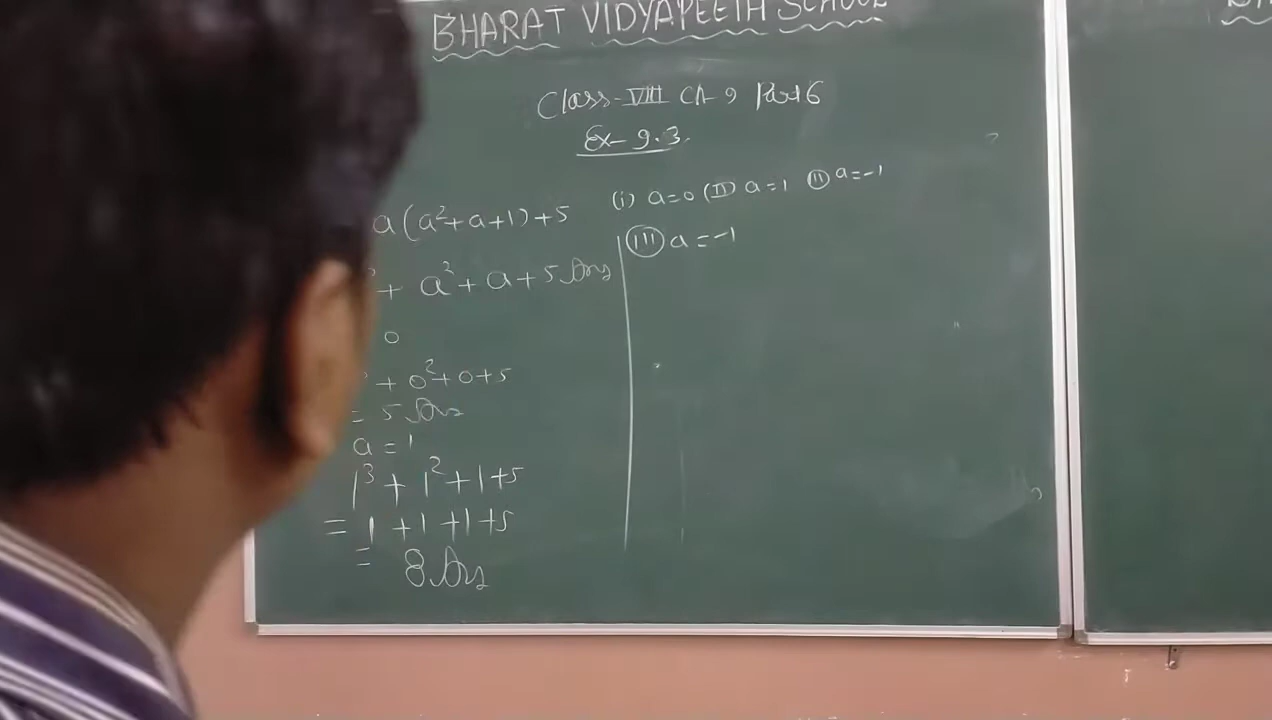 BHARAT VIDYAPEETH SCHOOL
Class-VIII Ch-9 Part 6
Ex-9.3.
a(a²+a+1)+5 (i) a=0 (II) a=1 (II) a=-1
+ a²+a+5 Ans
0
+ 0²+0+5
= 5 Ans
a=1
1³+1²+1+5
= 1+1+1+5
= 8 Ans
(III) a=-1